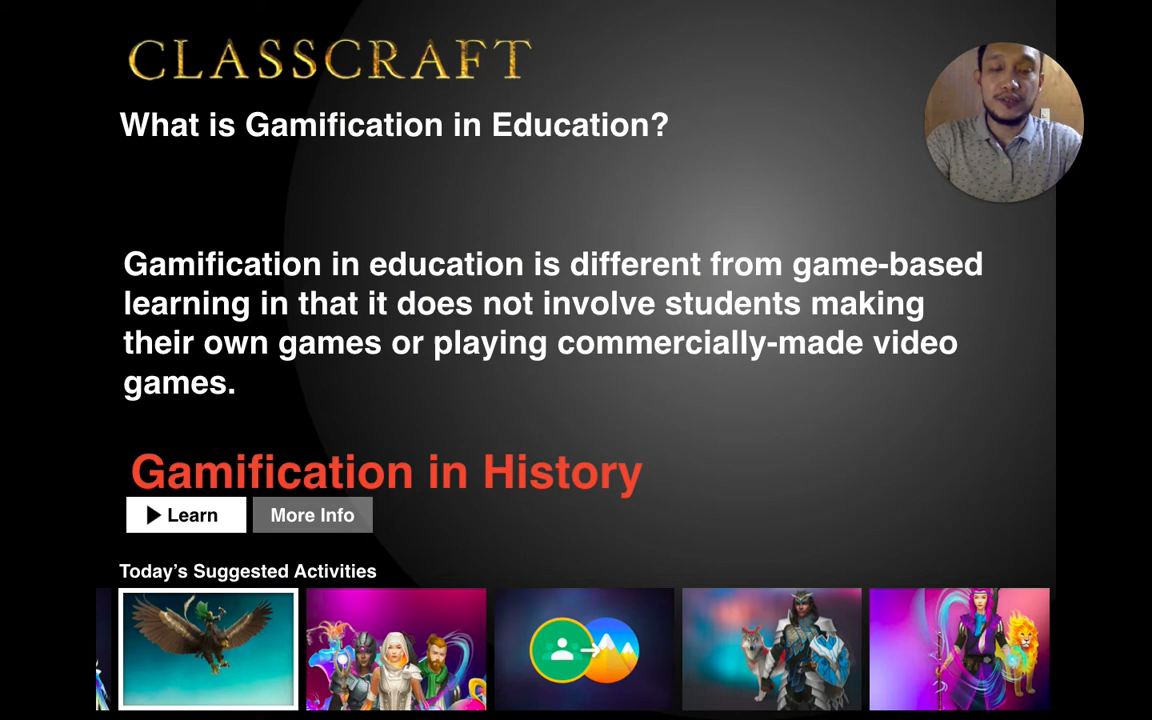 CLASSCRAFT
What is Gamification in Education?
Gamification in education is different from game-based
learning in that it does not involve students making
their own games or playing commercially-made video
games.
Gamification in History
Learn
More Info
Today’s Suggested Activities